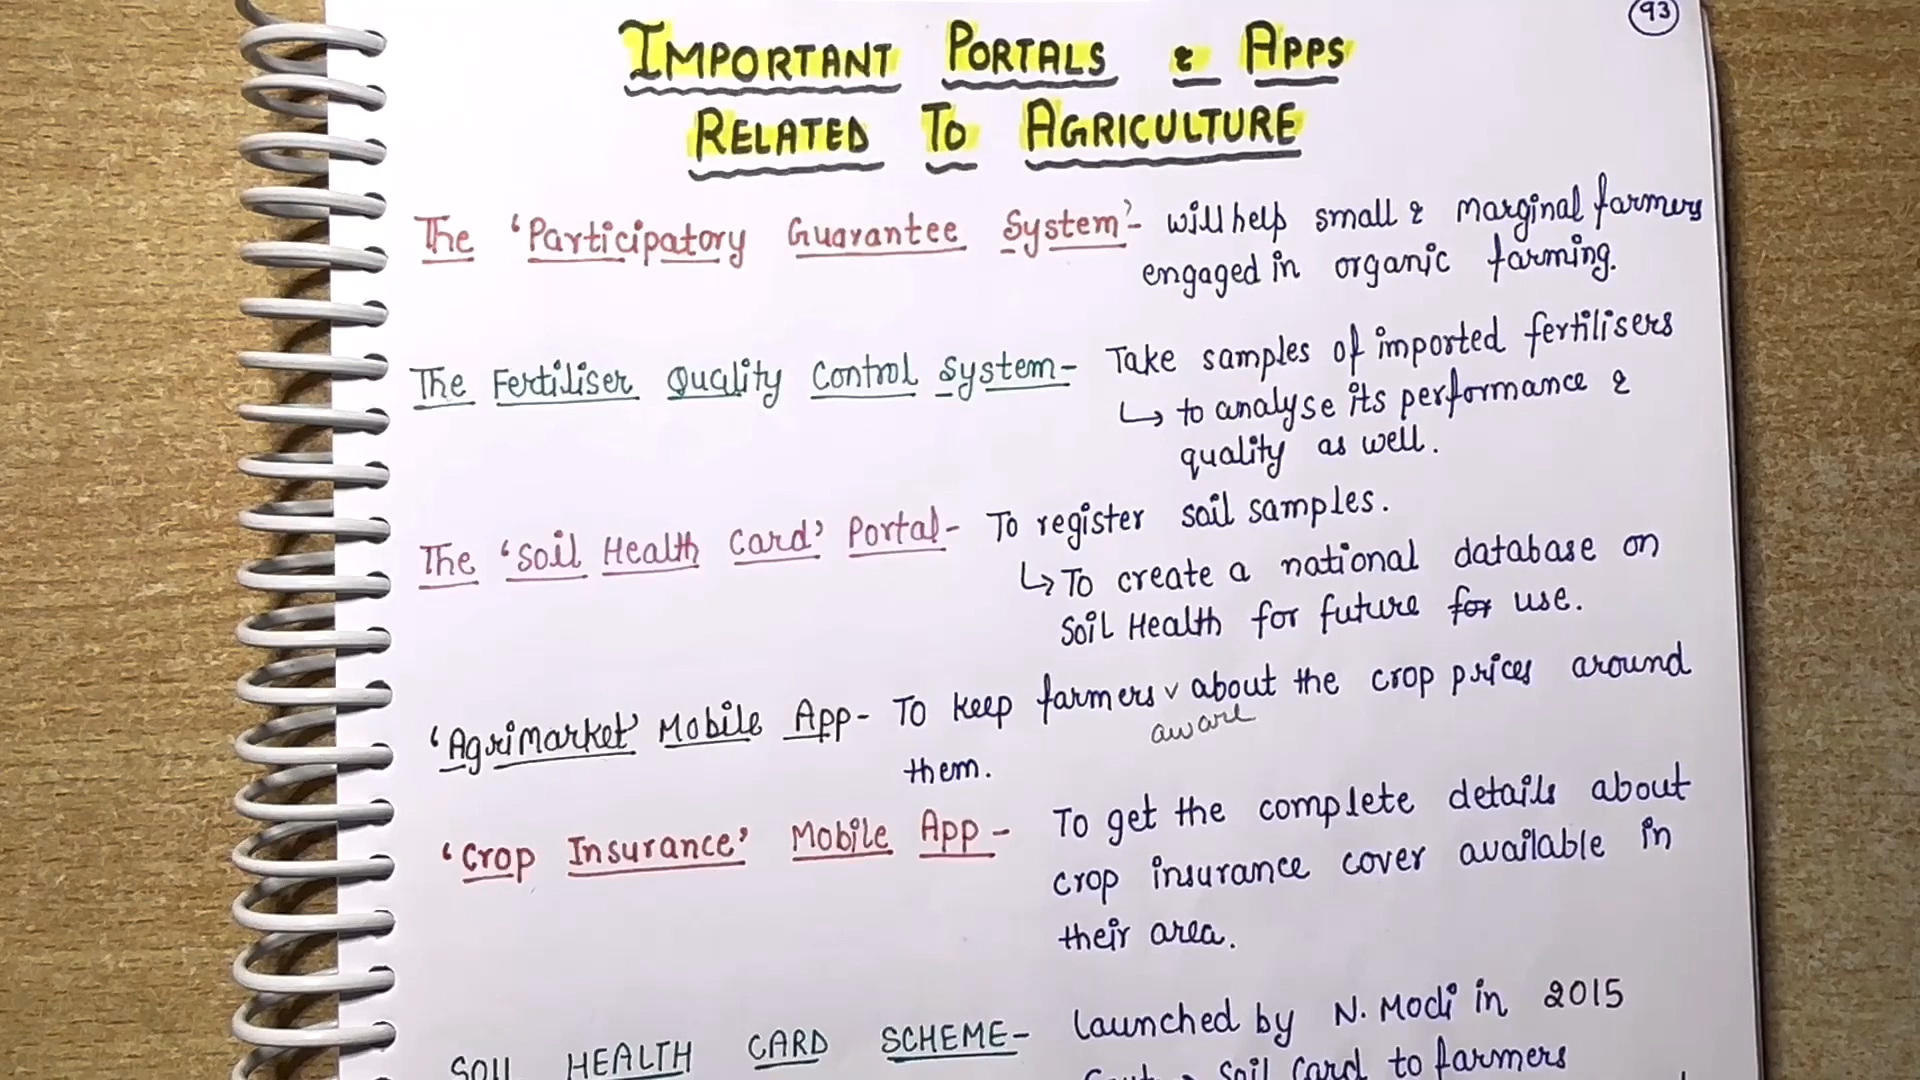 93
IMPORTANT PORTALS & APPS
RELATED TO AGRICULTURE
The 'Participatory Guarantee System'- will help small & marginal farmers
engaged in organic farming.
The Fertiliser Quality Control System- Take samples of imported fertilisers
↳ to analyse its performance &
quality as well.
The 'Soil Health Card' Portal- To register soil samples.
↳ To create a national database on
Soil Health for future for use.
'AgriMarket' Mobile App- To keep farmers v about the crop prices around
aware
them.
'Crop Insurance' Mobile App- To get the complete details about
crop insurance cover available in
their area.
SOIL HEALTH CARD SCHEME- launched by N. Modi in 2015
Soil Card to farmers